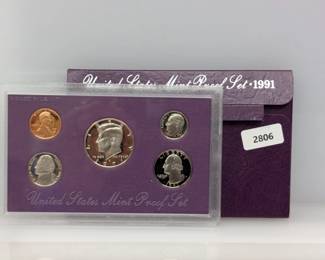 United States Mint Proof Set • 1991
2806
United States Mint Proof Set